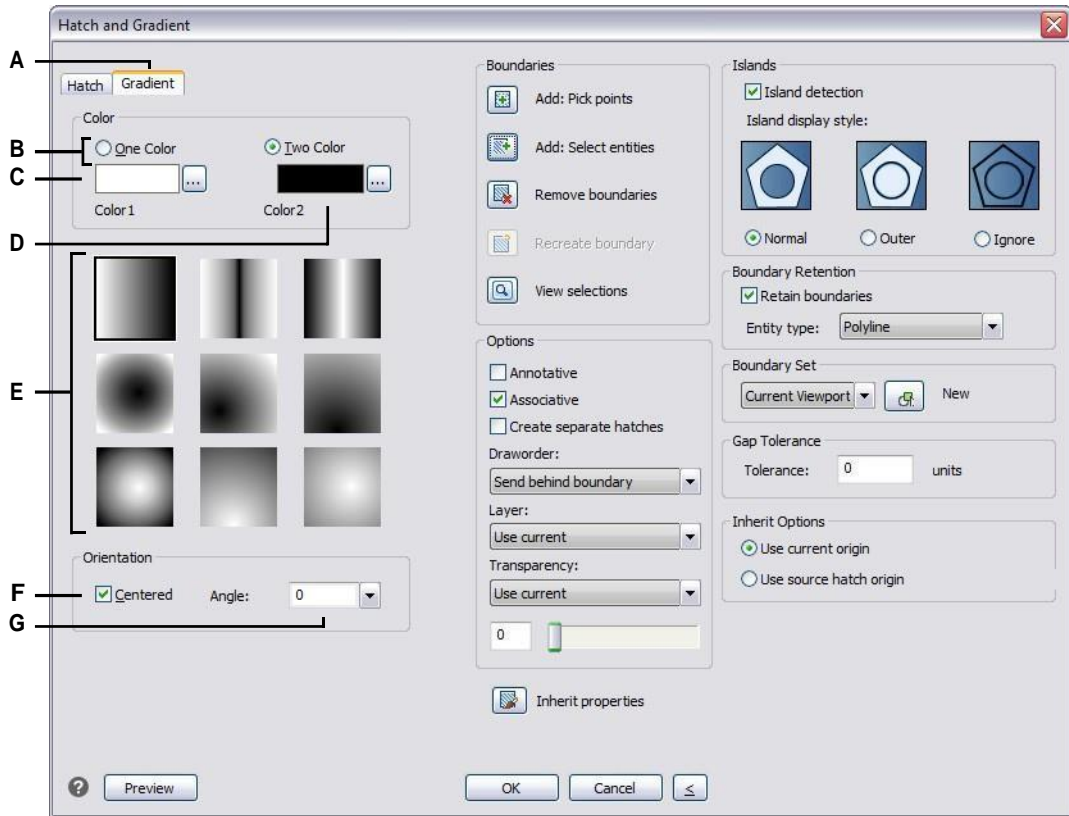 Hatch and Gradient
A
Hatch
Gradient
Color
B
One Color
Two Color
C
...
...
Color1
Color2
D
E
Orientation
F
Centered
Angle:
0
G
Boundaries
Add: Pick points
Add: Select entities
Remove boundaries
Recreate boundary
View selections
Options
Annotative
Associative
Create separate hatches
Draworder:
Send behind boundary
Layer:
Use current
Transparency:
Use current
0
Inherit properties
Islands
Island detection
Island display style:
Normal
Outer
Ignore
Boundary Retention
Retain boundaries
Entity type:
Polyline
Boundary Set
Current Viewport
New
Gap Tolerance
Tolerance:
0
units
Inherit Options
Use current origin
Use source hatch origin
?
Preview
OK
Cancel
<